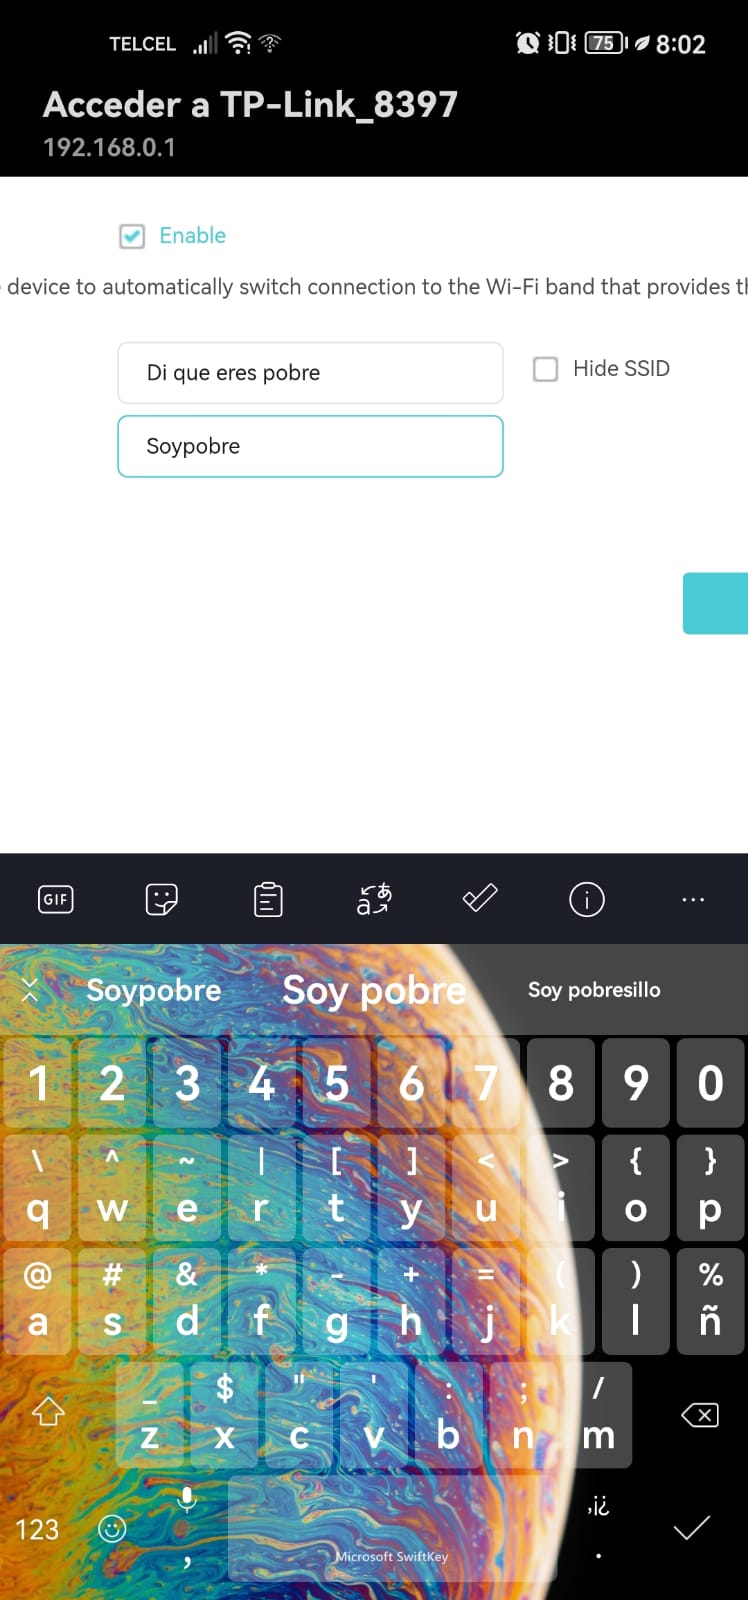 TELCEL 75 8:02
Acceder a TP-Link_8397
192.168.0.1
Enable
device to automatically switch connection to the Wi-Fi band that provides
Di que eres pobre
Hide SSID
Soypobre
GIF
Soypobre Soy pobre Soy pobresillo
1 2 3 4 5 6 7 8 9 0
\ ^ ~ | [ ] < > { }
q w e r t y u i o p
@ # & * - + = ( ) %
a s d f g h j k l ñ
_ $ " ' : ; /
z x c v b n m
,¡¿
123 , Microsoft SwiftKey .